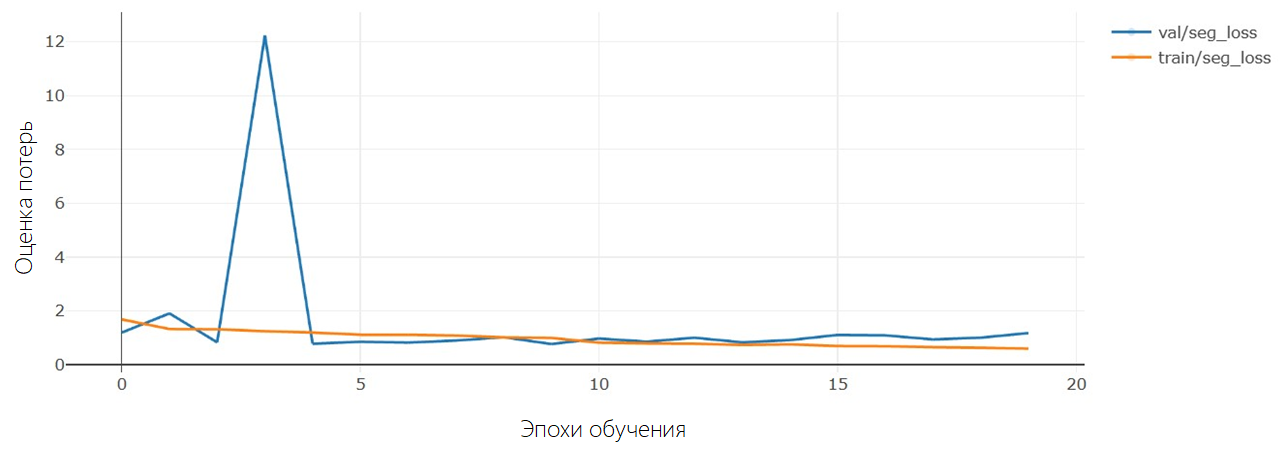 val/seg_loss
train/seg_loss
12
10
8
6
4
2
0
Оценка потерь
0 5 10 15 20
Эпохи обучения